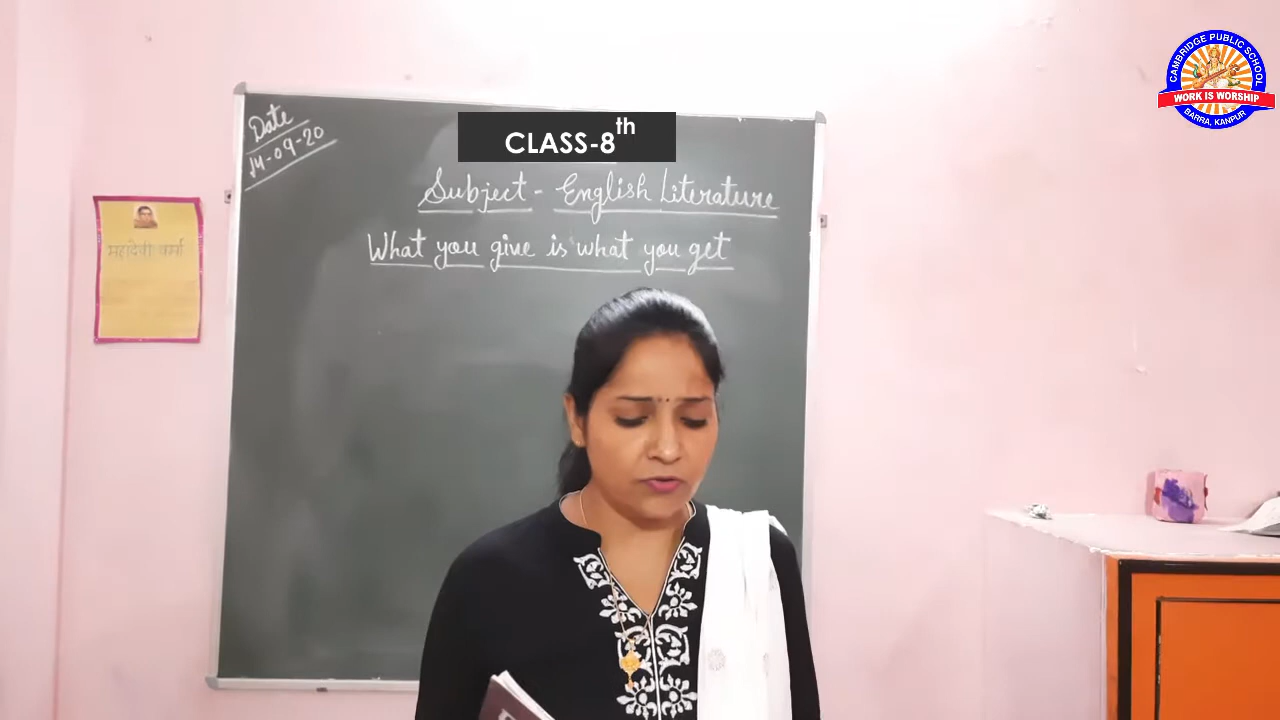 Date
14-09-20
CLASS-8th
Subject - English Literature
What you give is what you get
महादेवी वर्मा
CAMBRIDGE PUBLIC SCHOOL
WORK IS WORSHIP
BARRA, KANPUR